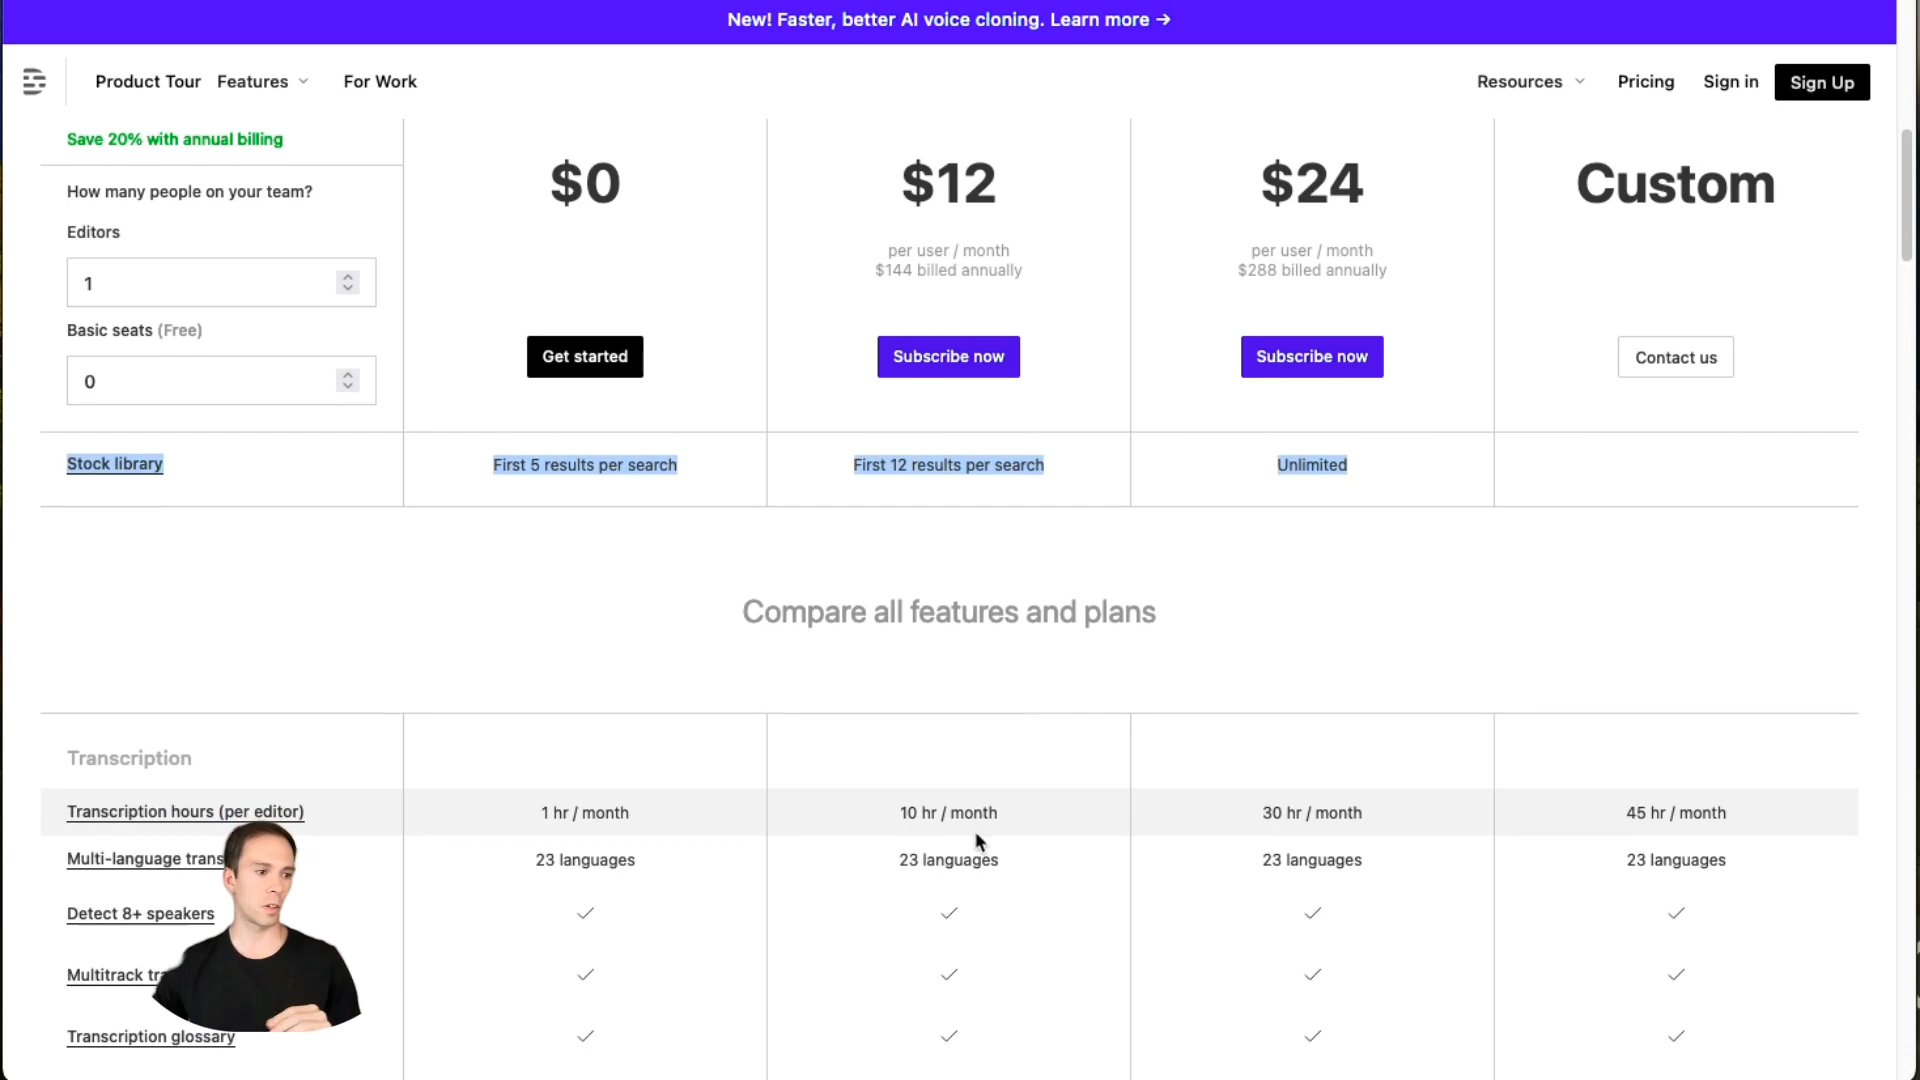 New! Faster, better AI voice cloning. Learn more →
Product Tour Features For Work Resources Pricing Sign in Sign Up
Save 20% with annual billing
How many people on your team?
Editors
1
Basic seats (Free)
0
$0
Get started
$12
per user / month
$144 billed annually
Subscribe now
$24
per user / month
$288 billed annually
Subscribe now
Custom
Contact us
Stock library First 5 results per search First 12 results per search Unlimited
Compare all features and plans
Transcription
Transcription hours (per editor) 1 hr / month 10 hr / month 30 hr / month 45 hr / month
Multi-language trans 23 languages 23 languages 23 languages 23 languages
Detect 8+ speakers
Multitrack tra
Transcription glossary